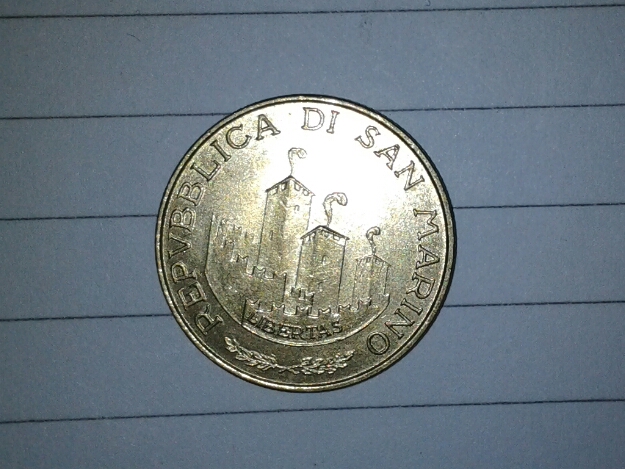 REPVBBLICA DI SAN MARINO
LIBERTAS